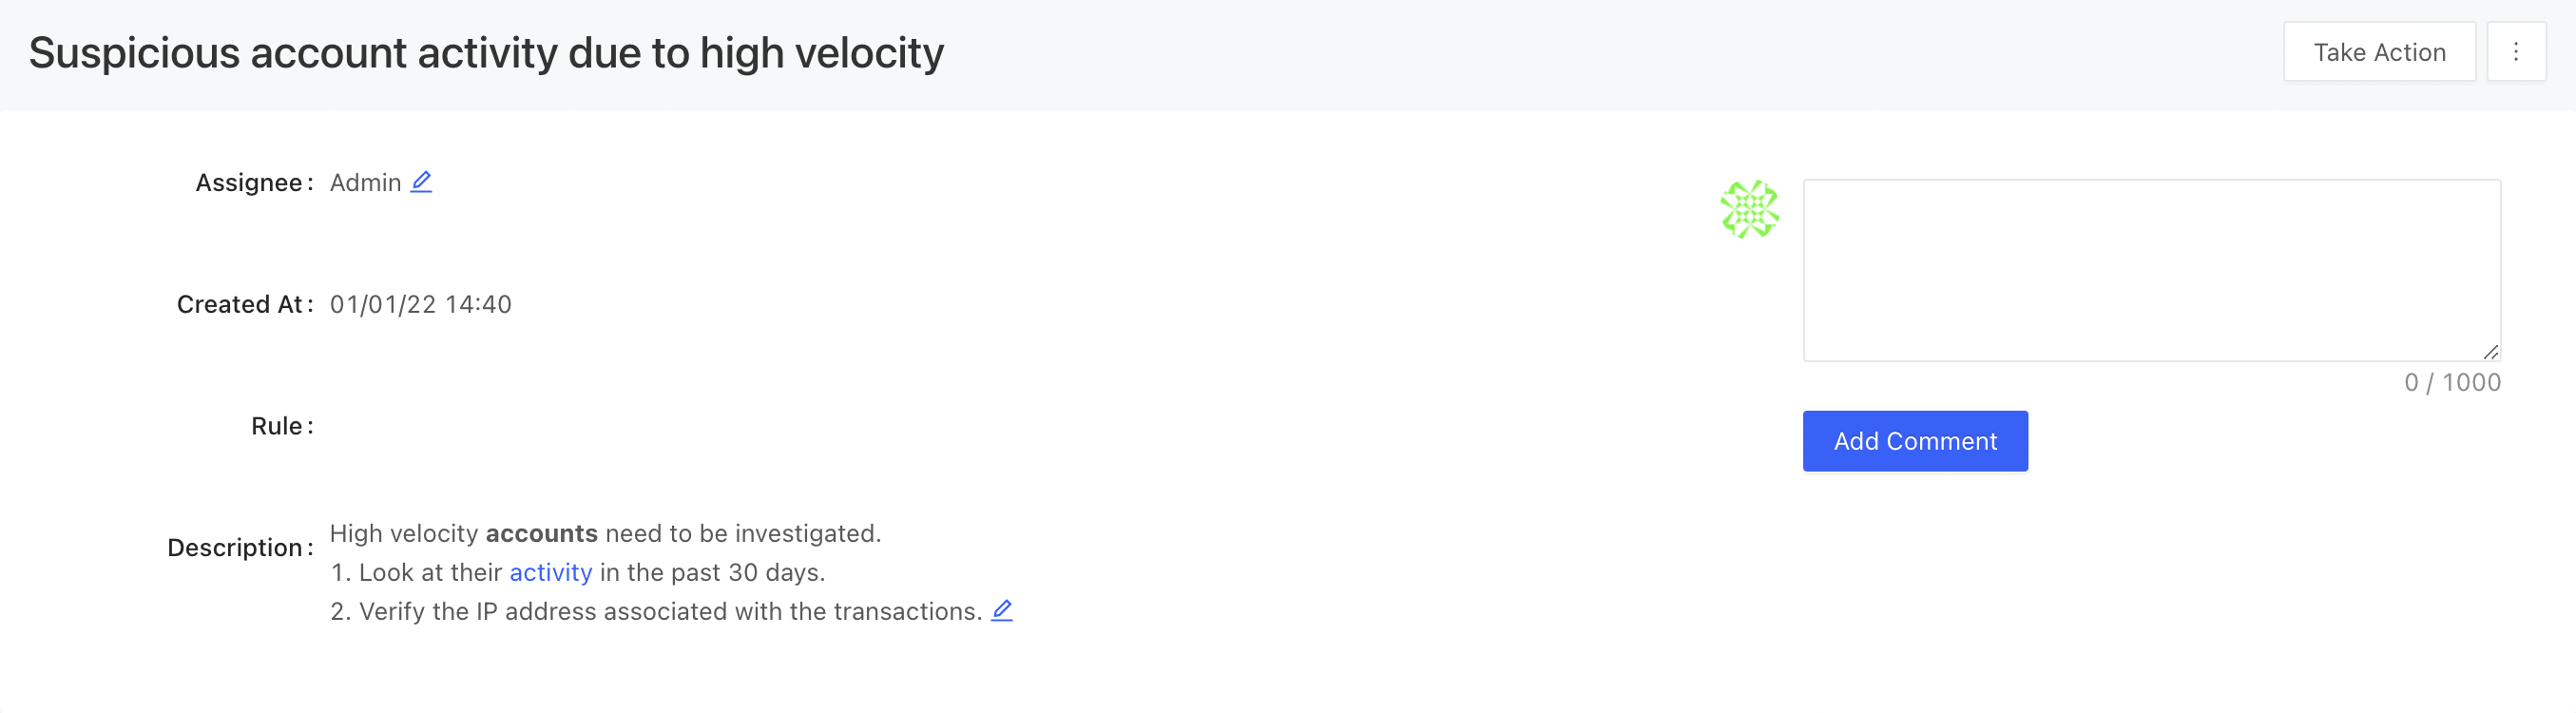 Suspicious account activity due to high velocity
Take Action
Assignee: Admin
Created At: 01/01/22 14:40
Rule:
Description: High velocity accounts need to be investigated.
1. Look at their activity in the past 30 days.
2. Verify the IP address associated with the transactions.
0 / 1000
Add Comment